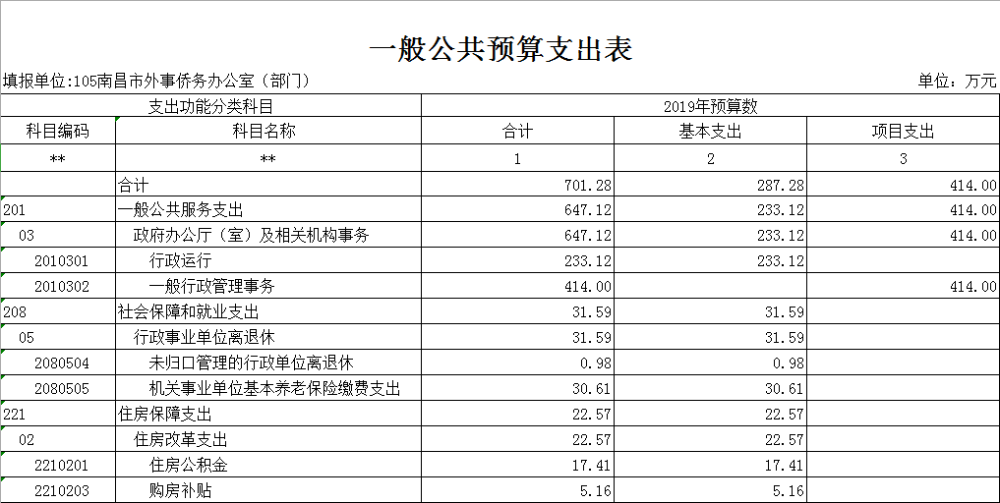 一般公共预算支出表
填报单位:105南昌市外事侨务办公室（部门） 单位：万元
支出功能分类科目 2019年预算数
科目编码 科目名称 合计 基本支出 项目支出
** ** 1 2 3
合计 701.28 287.28 414.00
201 一般公共服务支出 647.12 233.12 414.00
03 政府办公厅（室）及相关机构事务 647.12 233.12 414.00
2010301 行政运行 233.12 233.12
2010302 一般行政管理事务 414.00 414.00
208 社会保障和就业支出 31.59 31.59
05 行政事业单位离退休 31.59 31.59
2080504 未归口管理的行政单位离退休 0.98 0.98
2080505 机关事业单位基本养老保险缴费支出 30.61 30.61
221 住房保障支出 22.57 22.57
02 住房改革支出 22.57 22.57
2210201 住房公积金 17.41 17.41
2210203 购房补贴 5.16 5.16